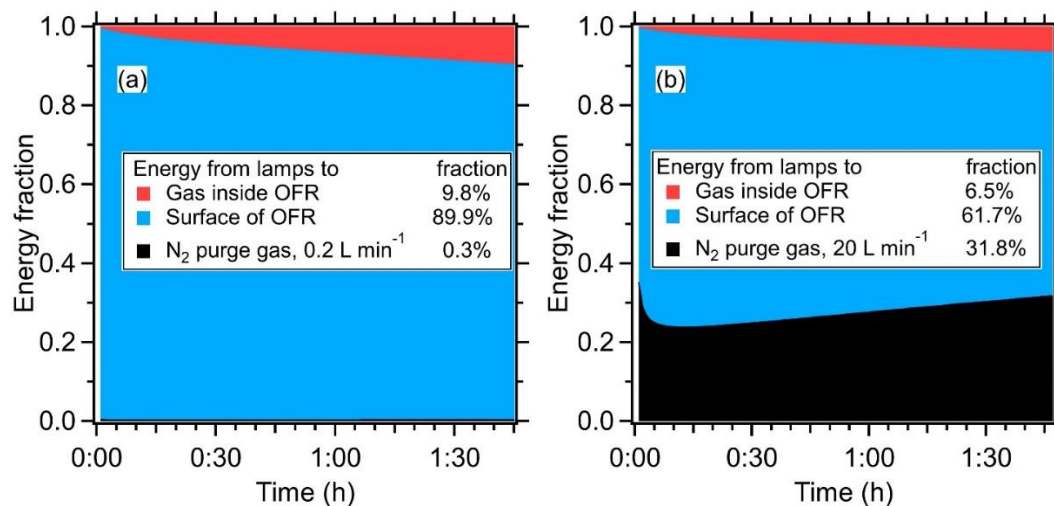 (a)
Energy from lamps to fraction
Gas inside OFR 9.8%
Surface of OFR 89.9%
N₂ purge gas, 0.2 L min⁻¹ 0.3%
Energy fraction
1.0
0.8
0.6
0.4
0.2
0.0
0:00 0:30 1:00 1:30
Time (h)
(b)
Energy from lamps to fraction
Gas inside OFR 6.5%
Surface of OFR 61.7%
N₂ purge gas, 20 L min⁻¹ 31.8%
Energy fraction
1.0
0.8
0.6
0.4
0.2
0.0
0:00 0:30 1:00 1:30
Time (h)